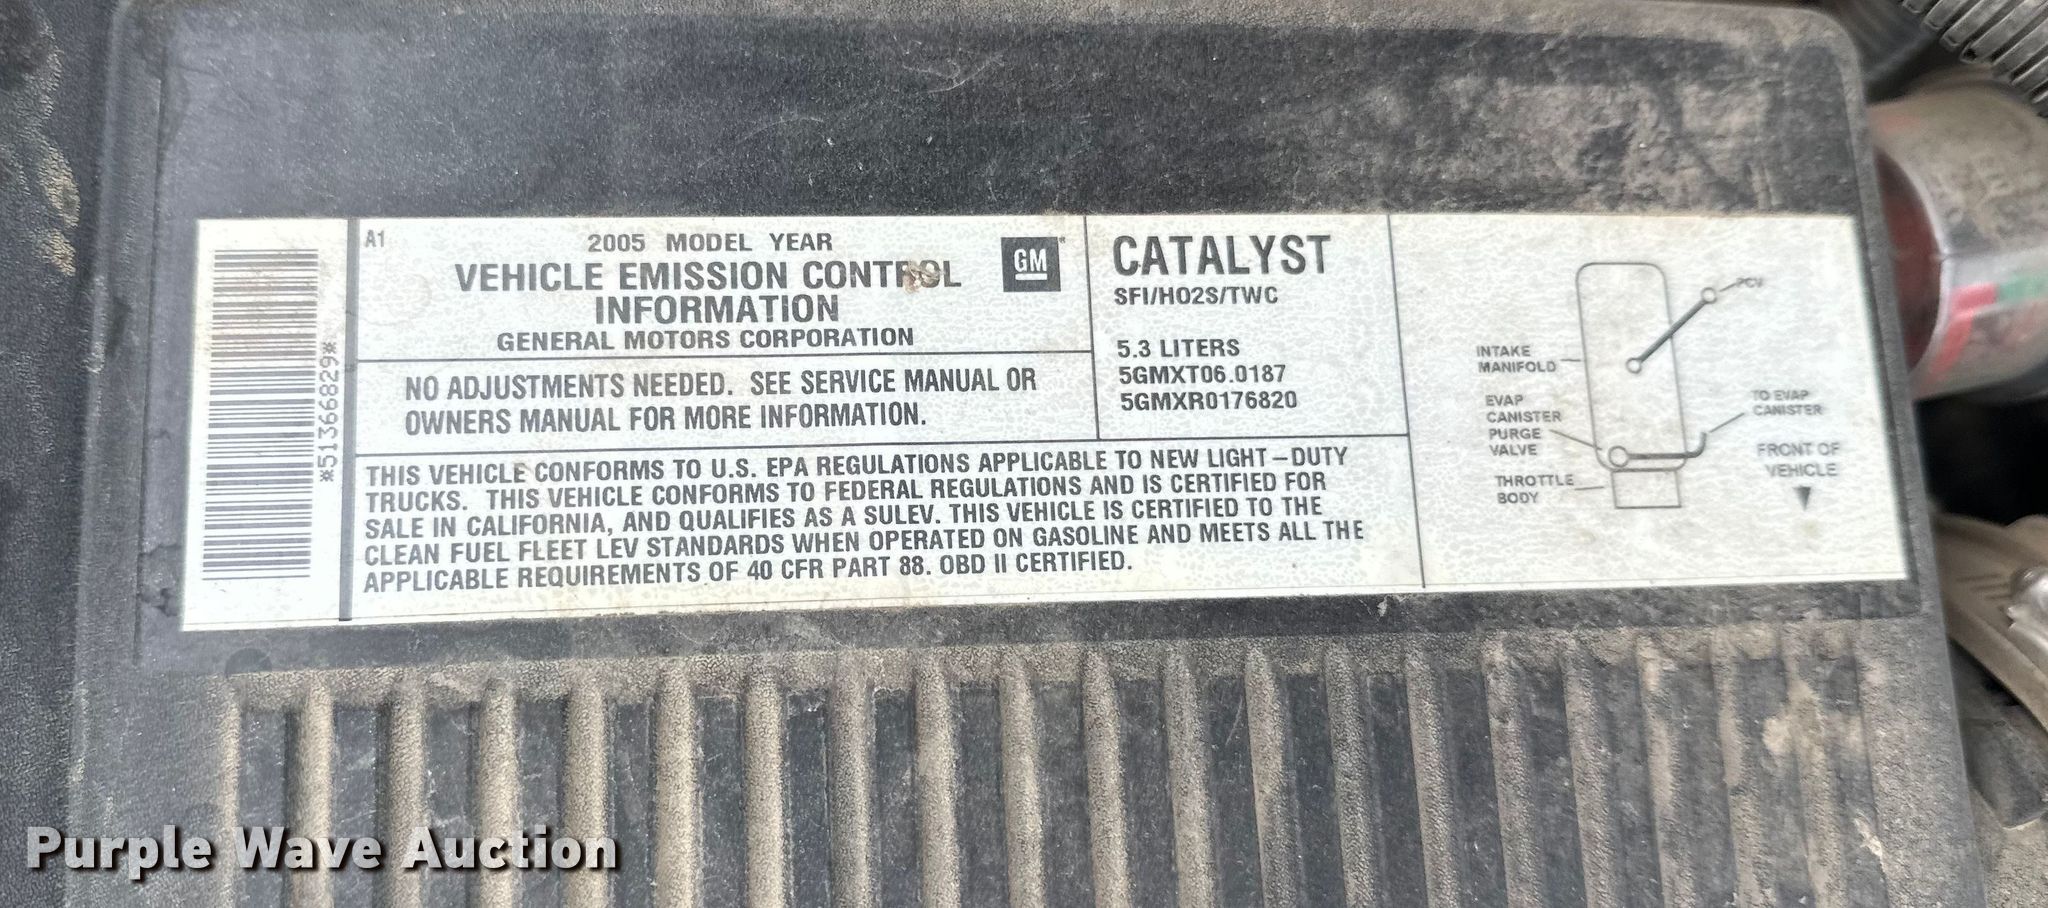 *513666829*
A1
2005 MODEL YEAR
VEHICLE EMISSION CONTROL
INFORMATION
GENERAL MOTORS CORPORATION
GM
NO ADJUSTMENTS NEEDED. SEE SERVICE MANUAL OR
OWNERS MANUAL FOR MORE INFORMATION.
CATALYST
SFI/HO2S/TWC
5.3 LITERS
5GMXT06.0187
5GMXR0176820
THIS VEHICLE CONFORMS TO U.S. EPA REGULATIONS APPLICABLE TO NEW LIGHT-DUTY
TRUCKS. THIS VEHICLE CONFORMS TO FEDERAL REGULATIONS AND IS CERTIFIED FOR
SALE IN CALIFORNIA, AND QUALIFIES AS A SULEV. THIS VEHICLE IS CERTIFIED TO THE
CLEAN FUEL FLEET LEV STANDARDS WHEN OPERATED ON GASOLINE AND MEETS ALL THE
APPLICABLE REQUIREMENTS OF 40 CFR PART 88. OBD II CERTIFIED.
PCV
INTAKE
MANIFOLD
EVAP
CANISTER
PURGE
VALVE
THROTTLE
BODY
TO EVAP
CANISTER
FRONT OF
VEHICLE
Purple Wave Auction